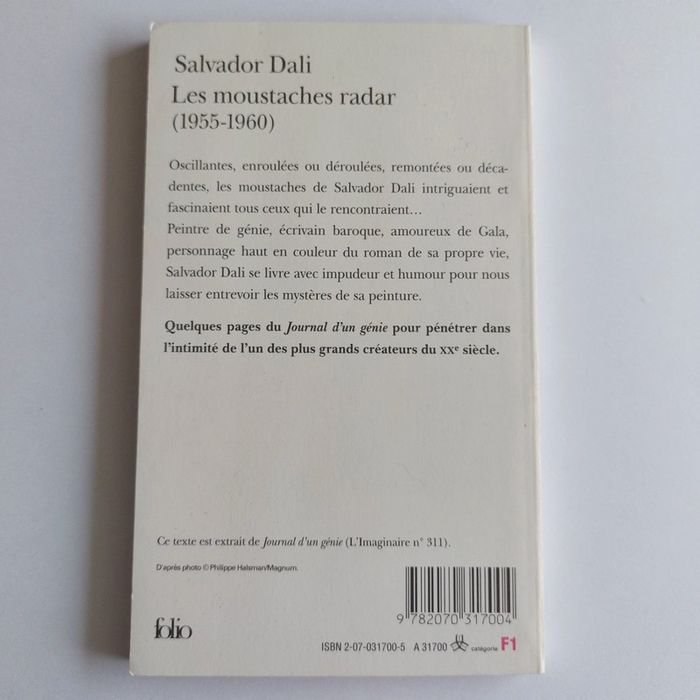 Salvador Dali
Les moustaches radar
(1955-1960)
Oscillantes, enroulées ou déroulées, remontées ou déca-
dentes, les moustaches de Salvador Dali intriguaient et
fascinaient tous ceux qui le rencontraient…
Peintre de génie, écrivain baroque, amoureux de Gala,
personnage haut en couleur du roman de sa propre vie,
Salvador Dali se livre avec impudeur et humour pour nous
laisser entrevoir les mystères de sa peinture.
Quelques pages du Journal d'un génie pour pénétrer dans
l'intimité de l'un des plus grands créateurs du XXe siècle.
Ce texte est extrait de Journal d'un génie (L'Imaginaire n° 311).
D'après photo © Philippe Halsman/Magnum.
9 782070 317004
folio
ISBN 2-07-031700-5 A 31700 catégorie F1